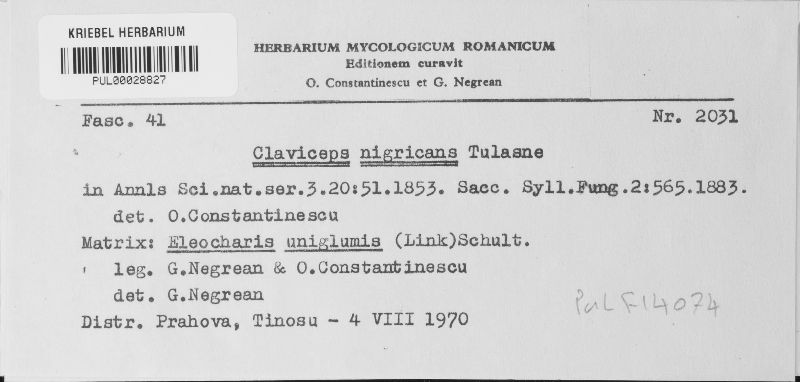 KRIEBEL HERBARIUM
PUL00028827
HERBARIUM MYCOLOGICUM ROMANICUM
Editionem curavit
O. Constantinescu et G. Negrean
Fasc. 41 Nr. 2031
Claviceps nigricans Tulasne
in Annls Sci.nat.ser.3.20:51.1853. Sacc. Syll.Fung.2:565.1883.
det. O.Constantinescu
Matrix: Eleocharis uniglumis (Link)Schult.
leg. G.Negrean & O.Constantinescu
det. G.Negrean
PuL F14074
Distr. Prahova, Tinosu - 4 VIII 1970